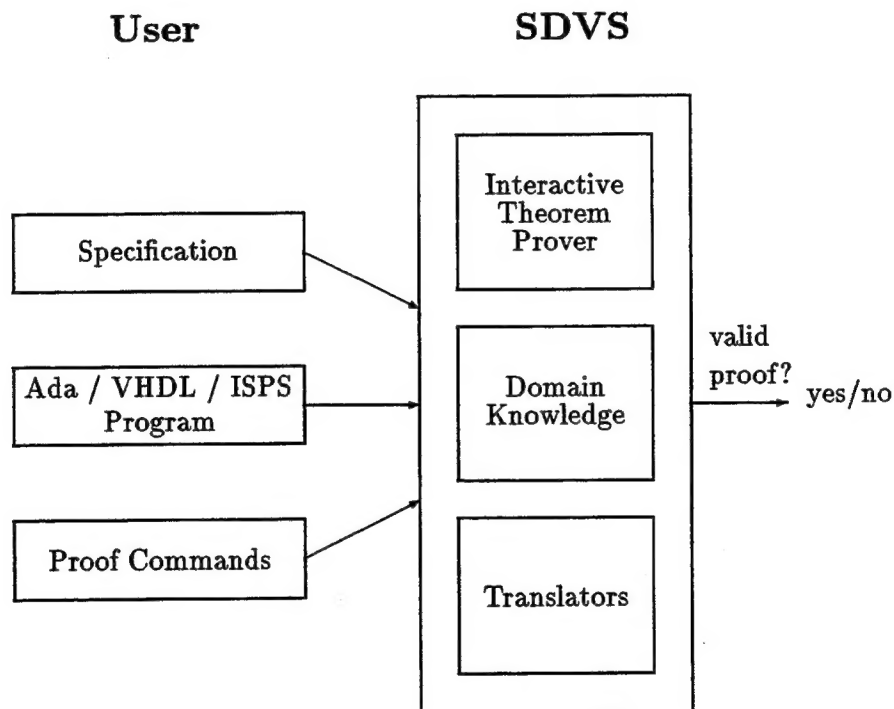 User
SDVS
Specification
Ada / VHDL / ISPS
Program
Proof Commands
Interactive
Theorem
Prover
Domain
Knowledge
Translators
valid
proof?
yes/no